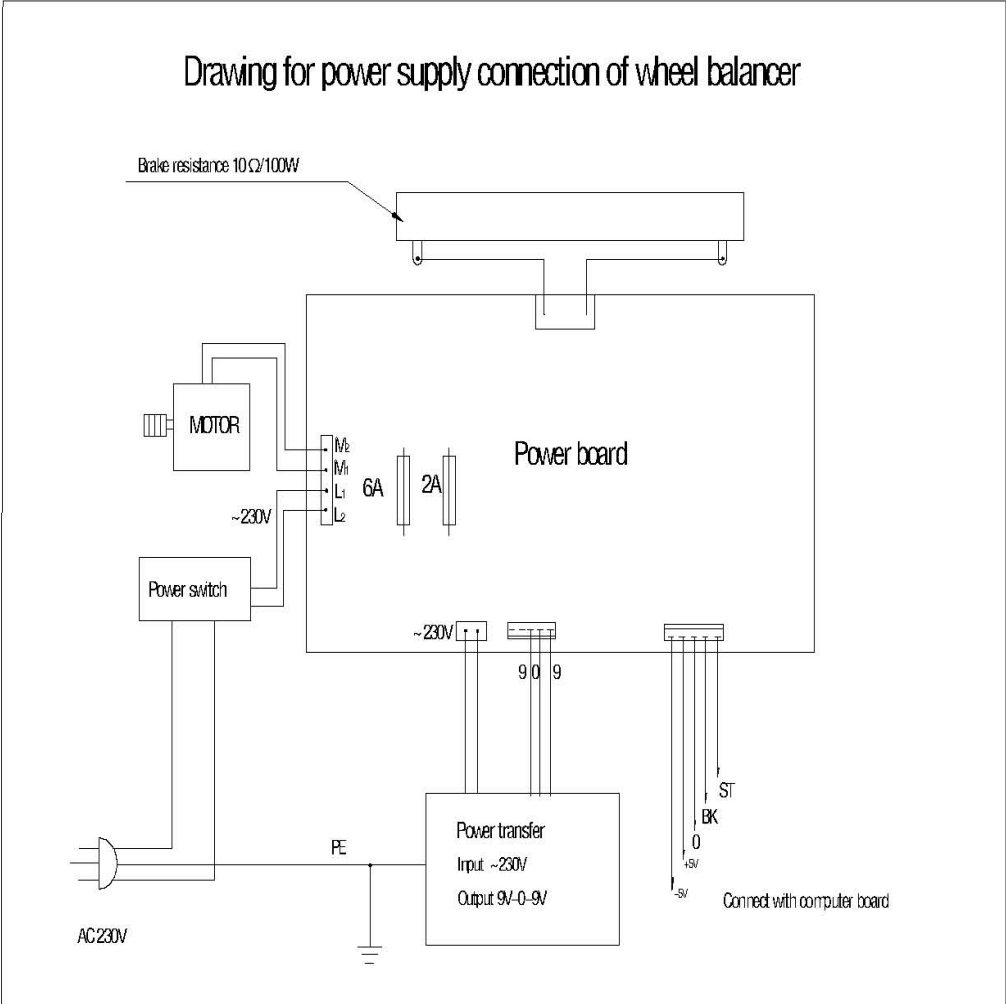 Drawing for power supply connection of wheel balancer
Brake resistance 10Ω/100W
MOTOR
M2
M1
L1
L2
6A
2A
Power board
~230V
Power switch
~230V
9 0 9
ST
BK
0
+5V
-5V
Connect with computer board
Power transfer
Input ~230V
Output 9V-0-9V
PE
AC230V